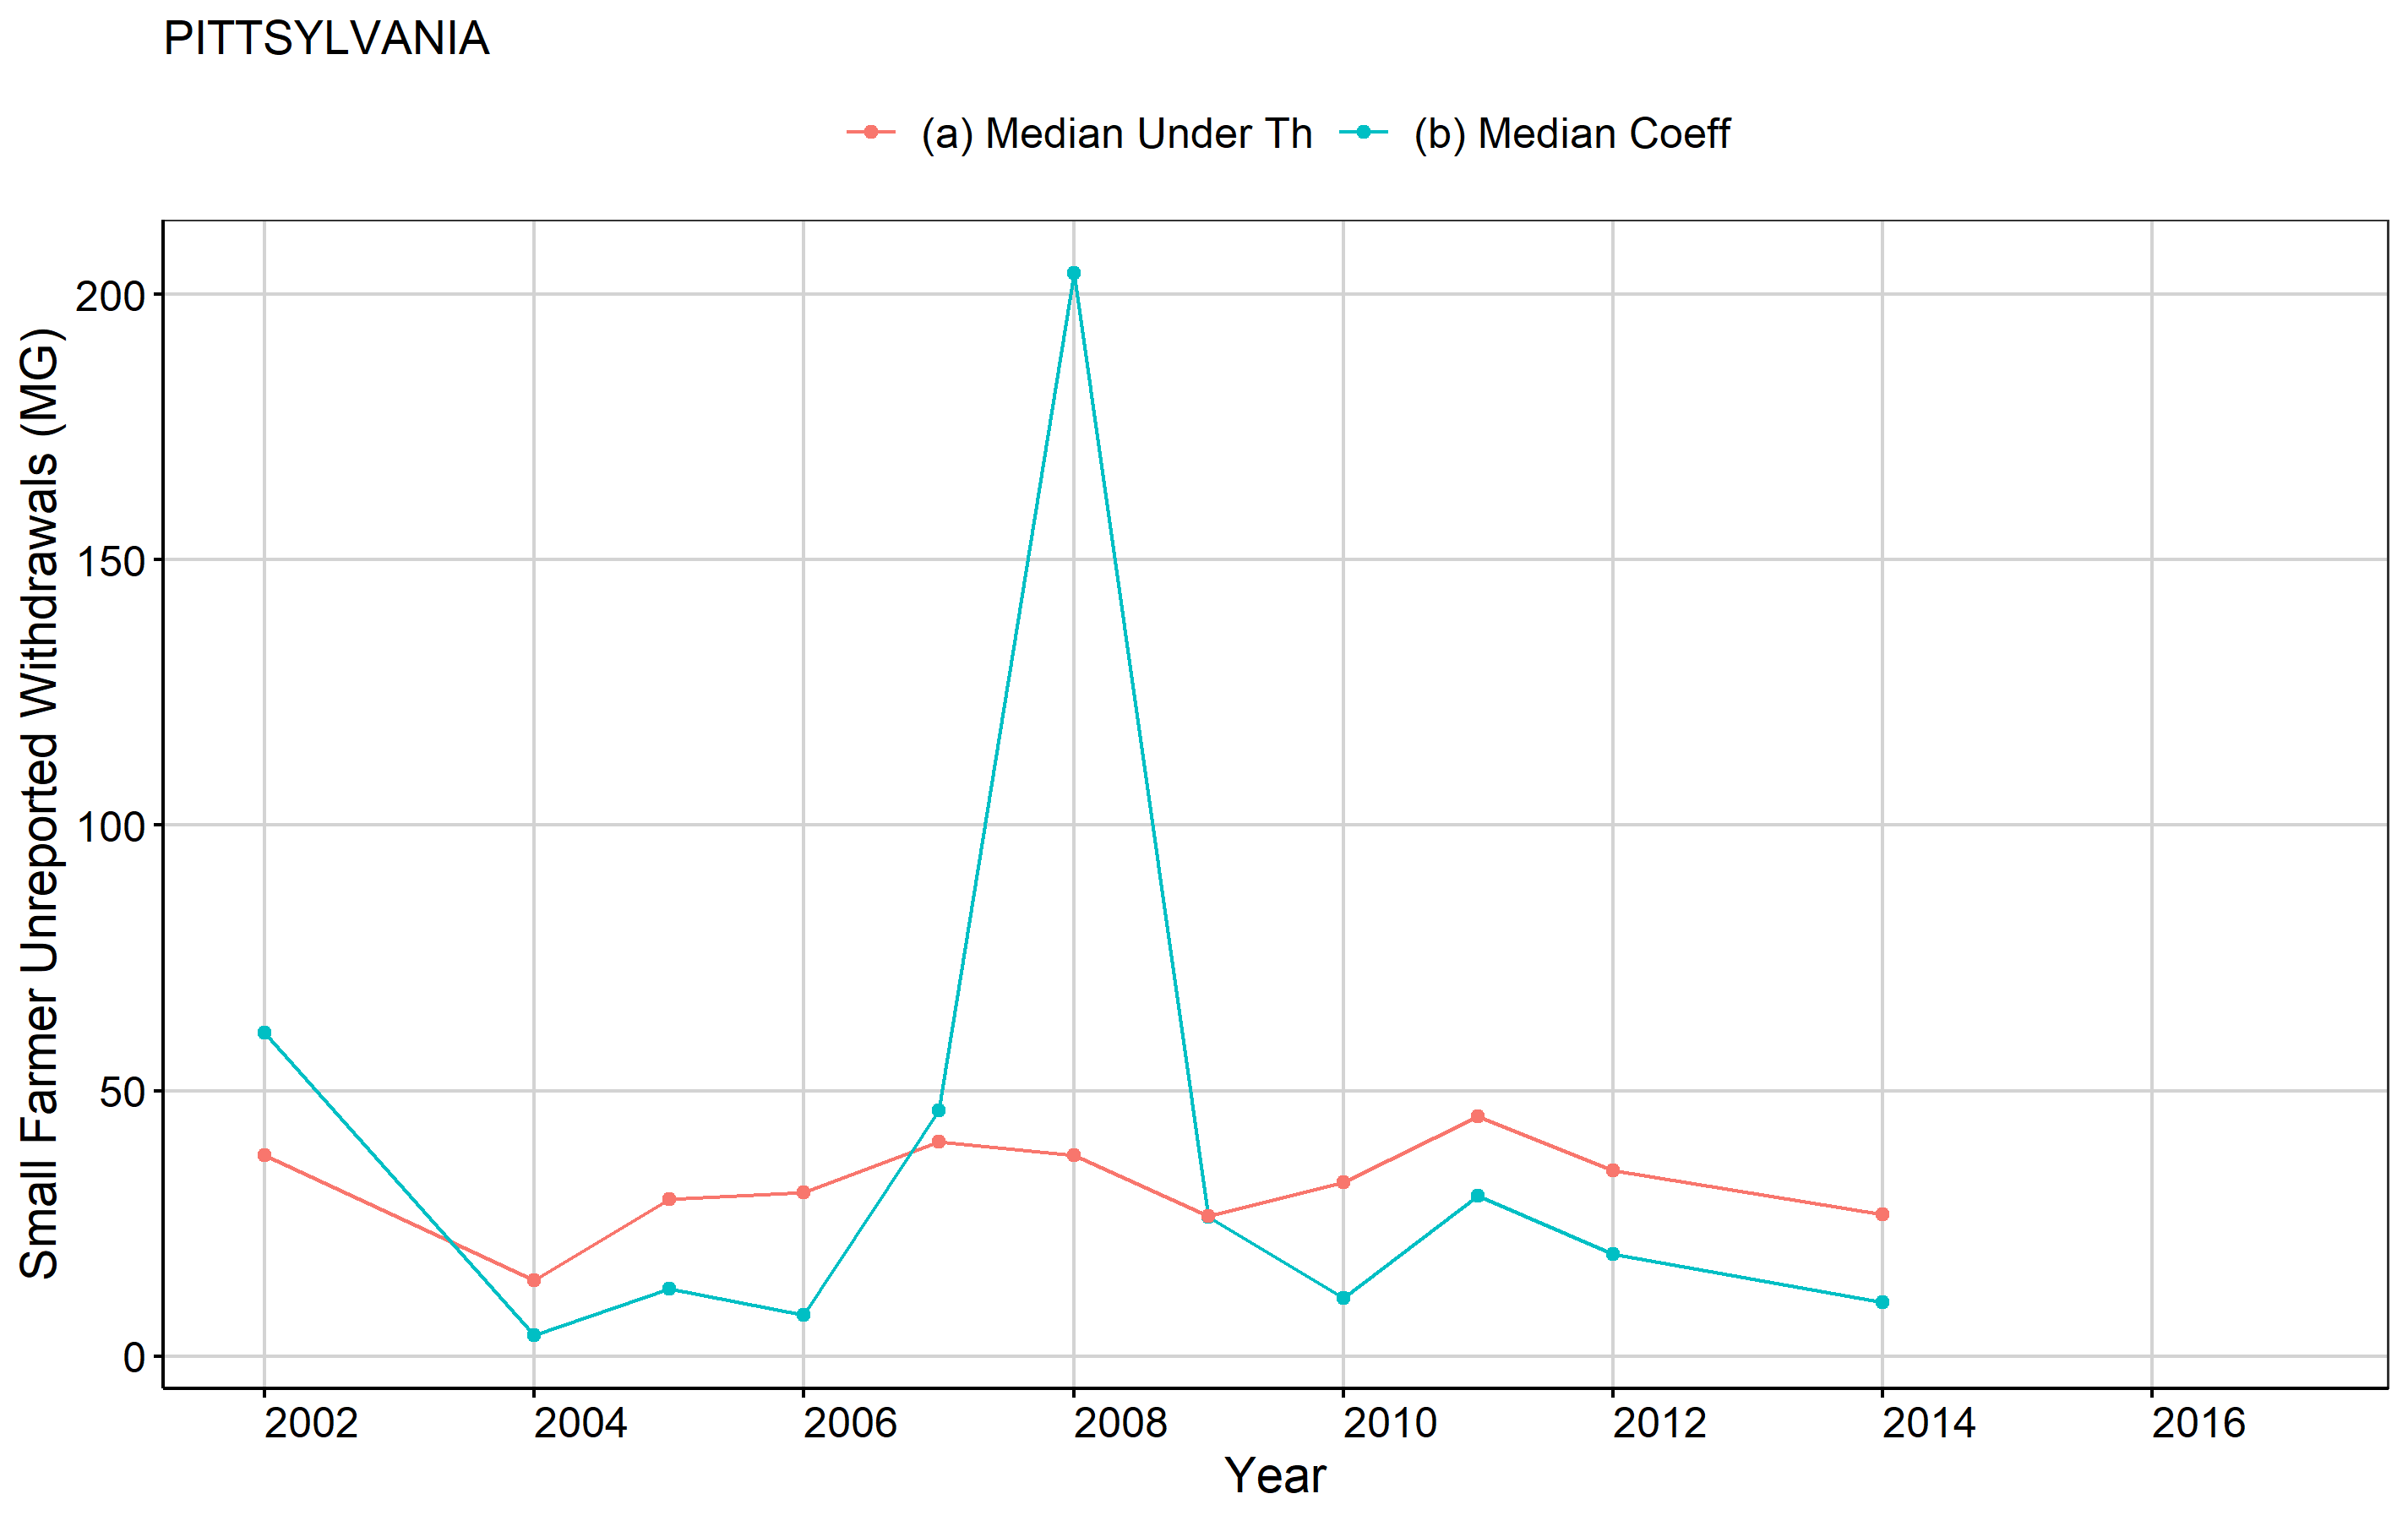 PITTSYLVANIA
(a) Median Under Th (b) Median Coeff
Small Farmer Unreported Withdrawals (MG)
200
150
100
50
0
2002 2004 2006 2008 2010 2012 2014 2016
Year